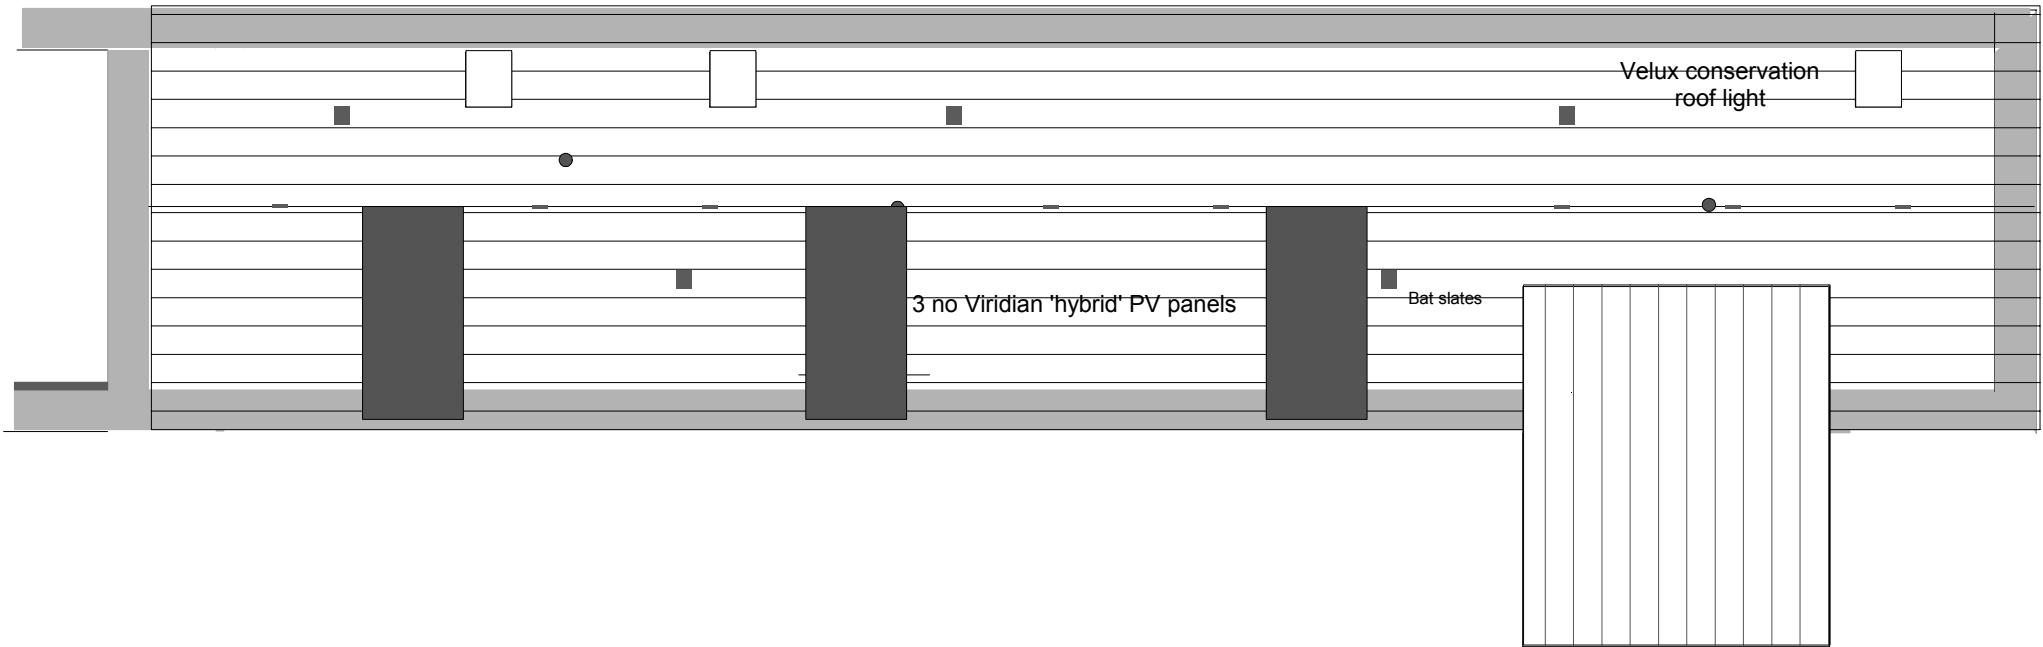 Velux conservation
roof light
3 no Viridian 'hybrid' PV panels
Bat slates